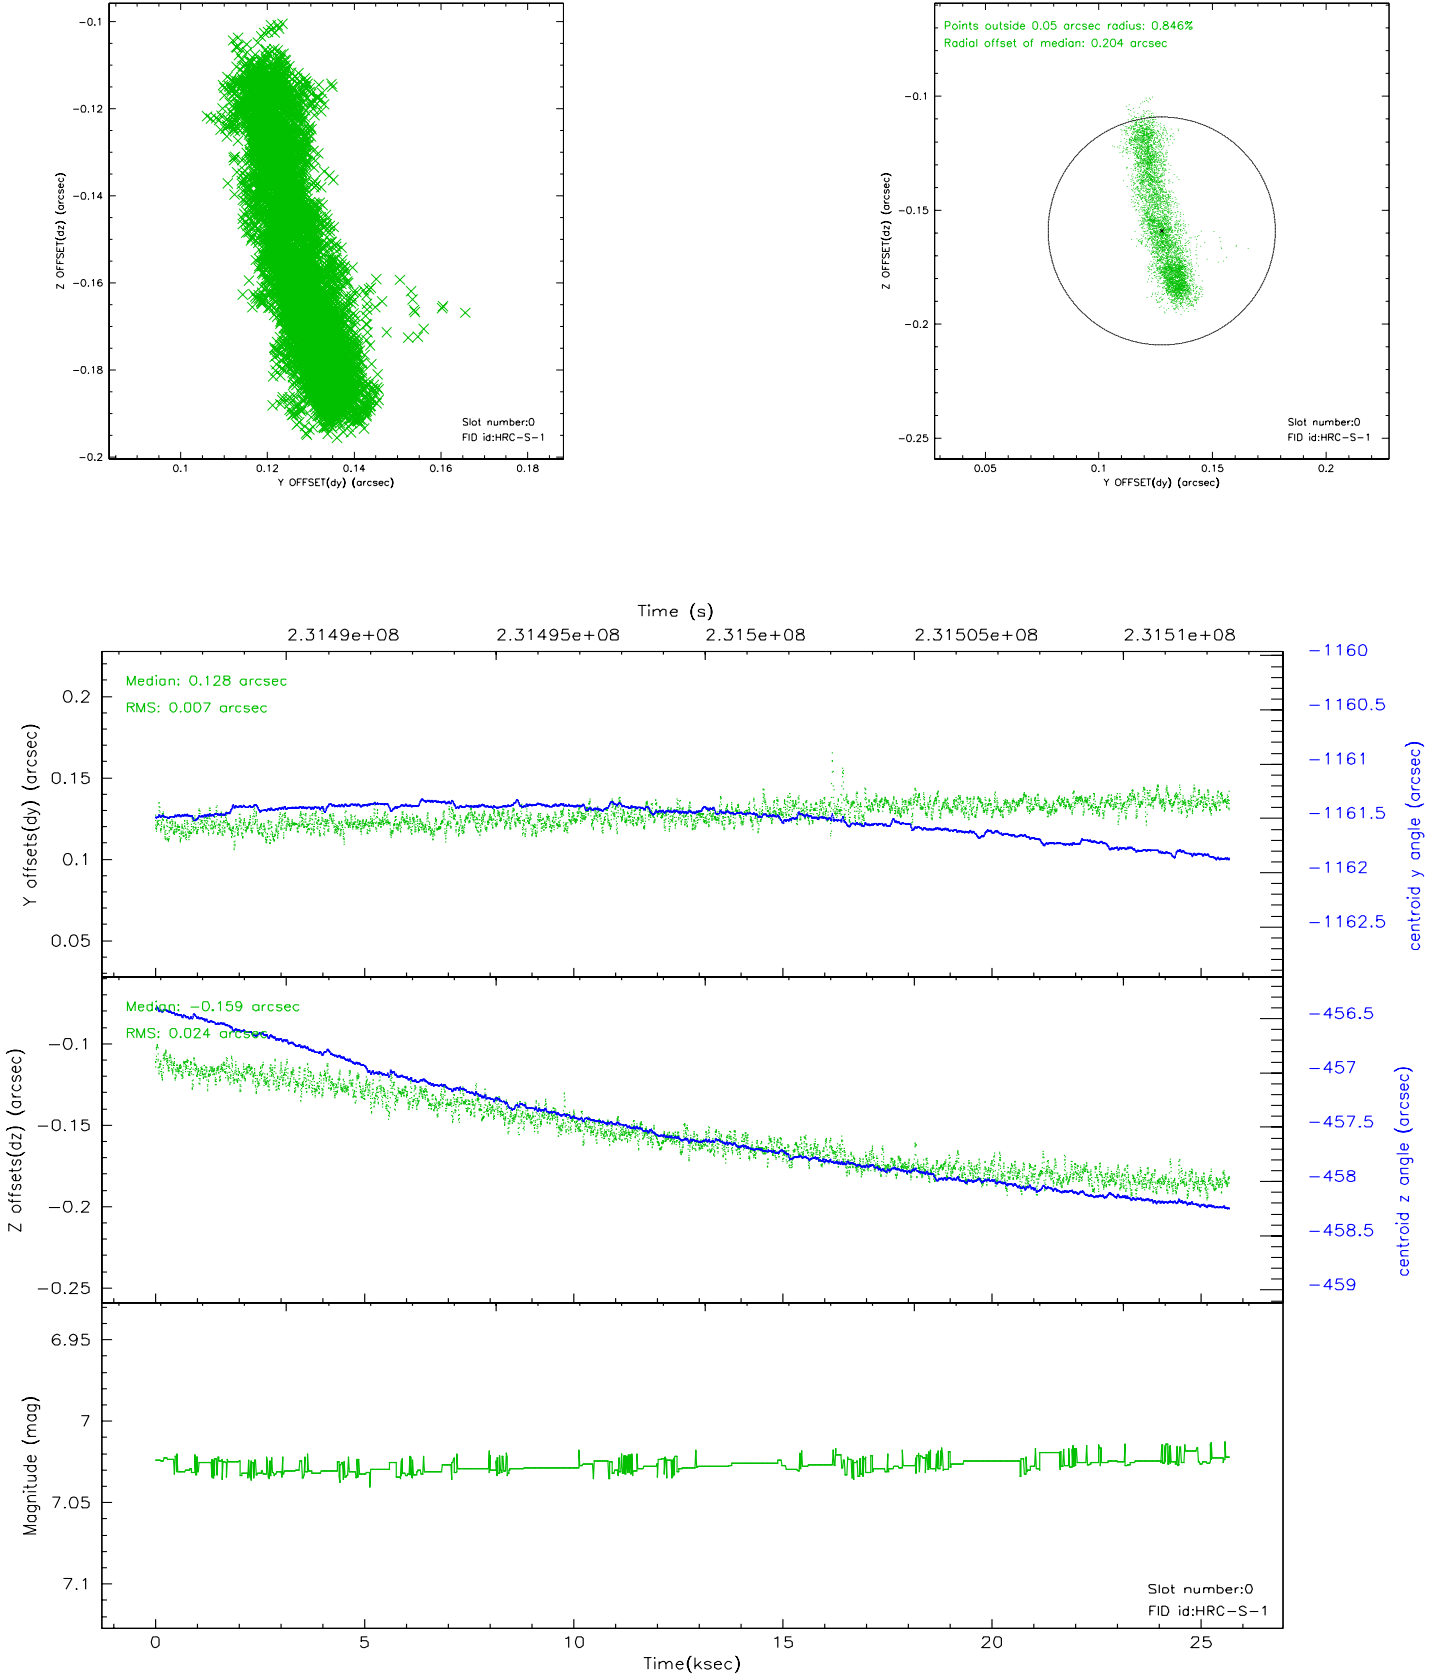 −0.1
−0.12
−0.14
−0.16
−0.18
−0.2
Z OFFSET(dz) (arcsec)
0.1
0.12
0.14
0.16
0.18
Y OFFSET(dy) (arcsec)
Slot number:0
FID id:HRC−S−1
Points outside 0.05 arcsec radius: 0.846%
Radial offset of median: 0.204 arcsec
−0.1
−0.15
−0.2
−0.25
Z OFFSET(dz) (arcsec)
0.05
0.1
0.15
0.2
Y OFFSET(dy) (arcsec)
Slot number:0
FID id:HRC−S−1
Time (s)
2.3149e+08
2.31495e+08
2.315e+08
2.31505e+08
2.3151e+08
Median: 0.128 arcsec
RMS: 0.007 arcsec
0.2
0.15
0.1
0.05
Y offsets(dy) (arcsec)
−1160
−1160.5
−1161
−1161.5
−1162
−1162.5
centroid y angle (arcsec)
Median: −0.159 arcsec
RMS: 0.024 arcsec
−0.1
−0.15
−0.2
−0.25
Z offsets(dz) (arcsec)
−456.5
−457
−457.5
−458
−458.5
−459
centroid z angle (arcsec)
6.95
7
7.05
7.1
Magnitude (mag)
Slot number:0
FID id:HRC−S−1
0
5
10
15
20
25
Time(ksec)